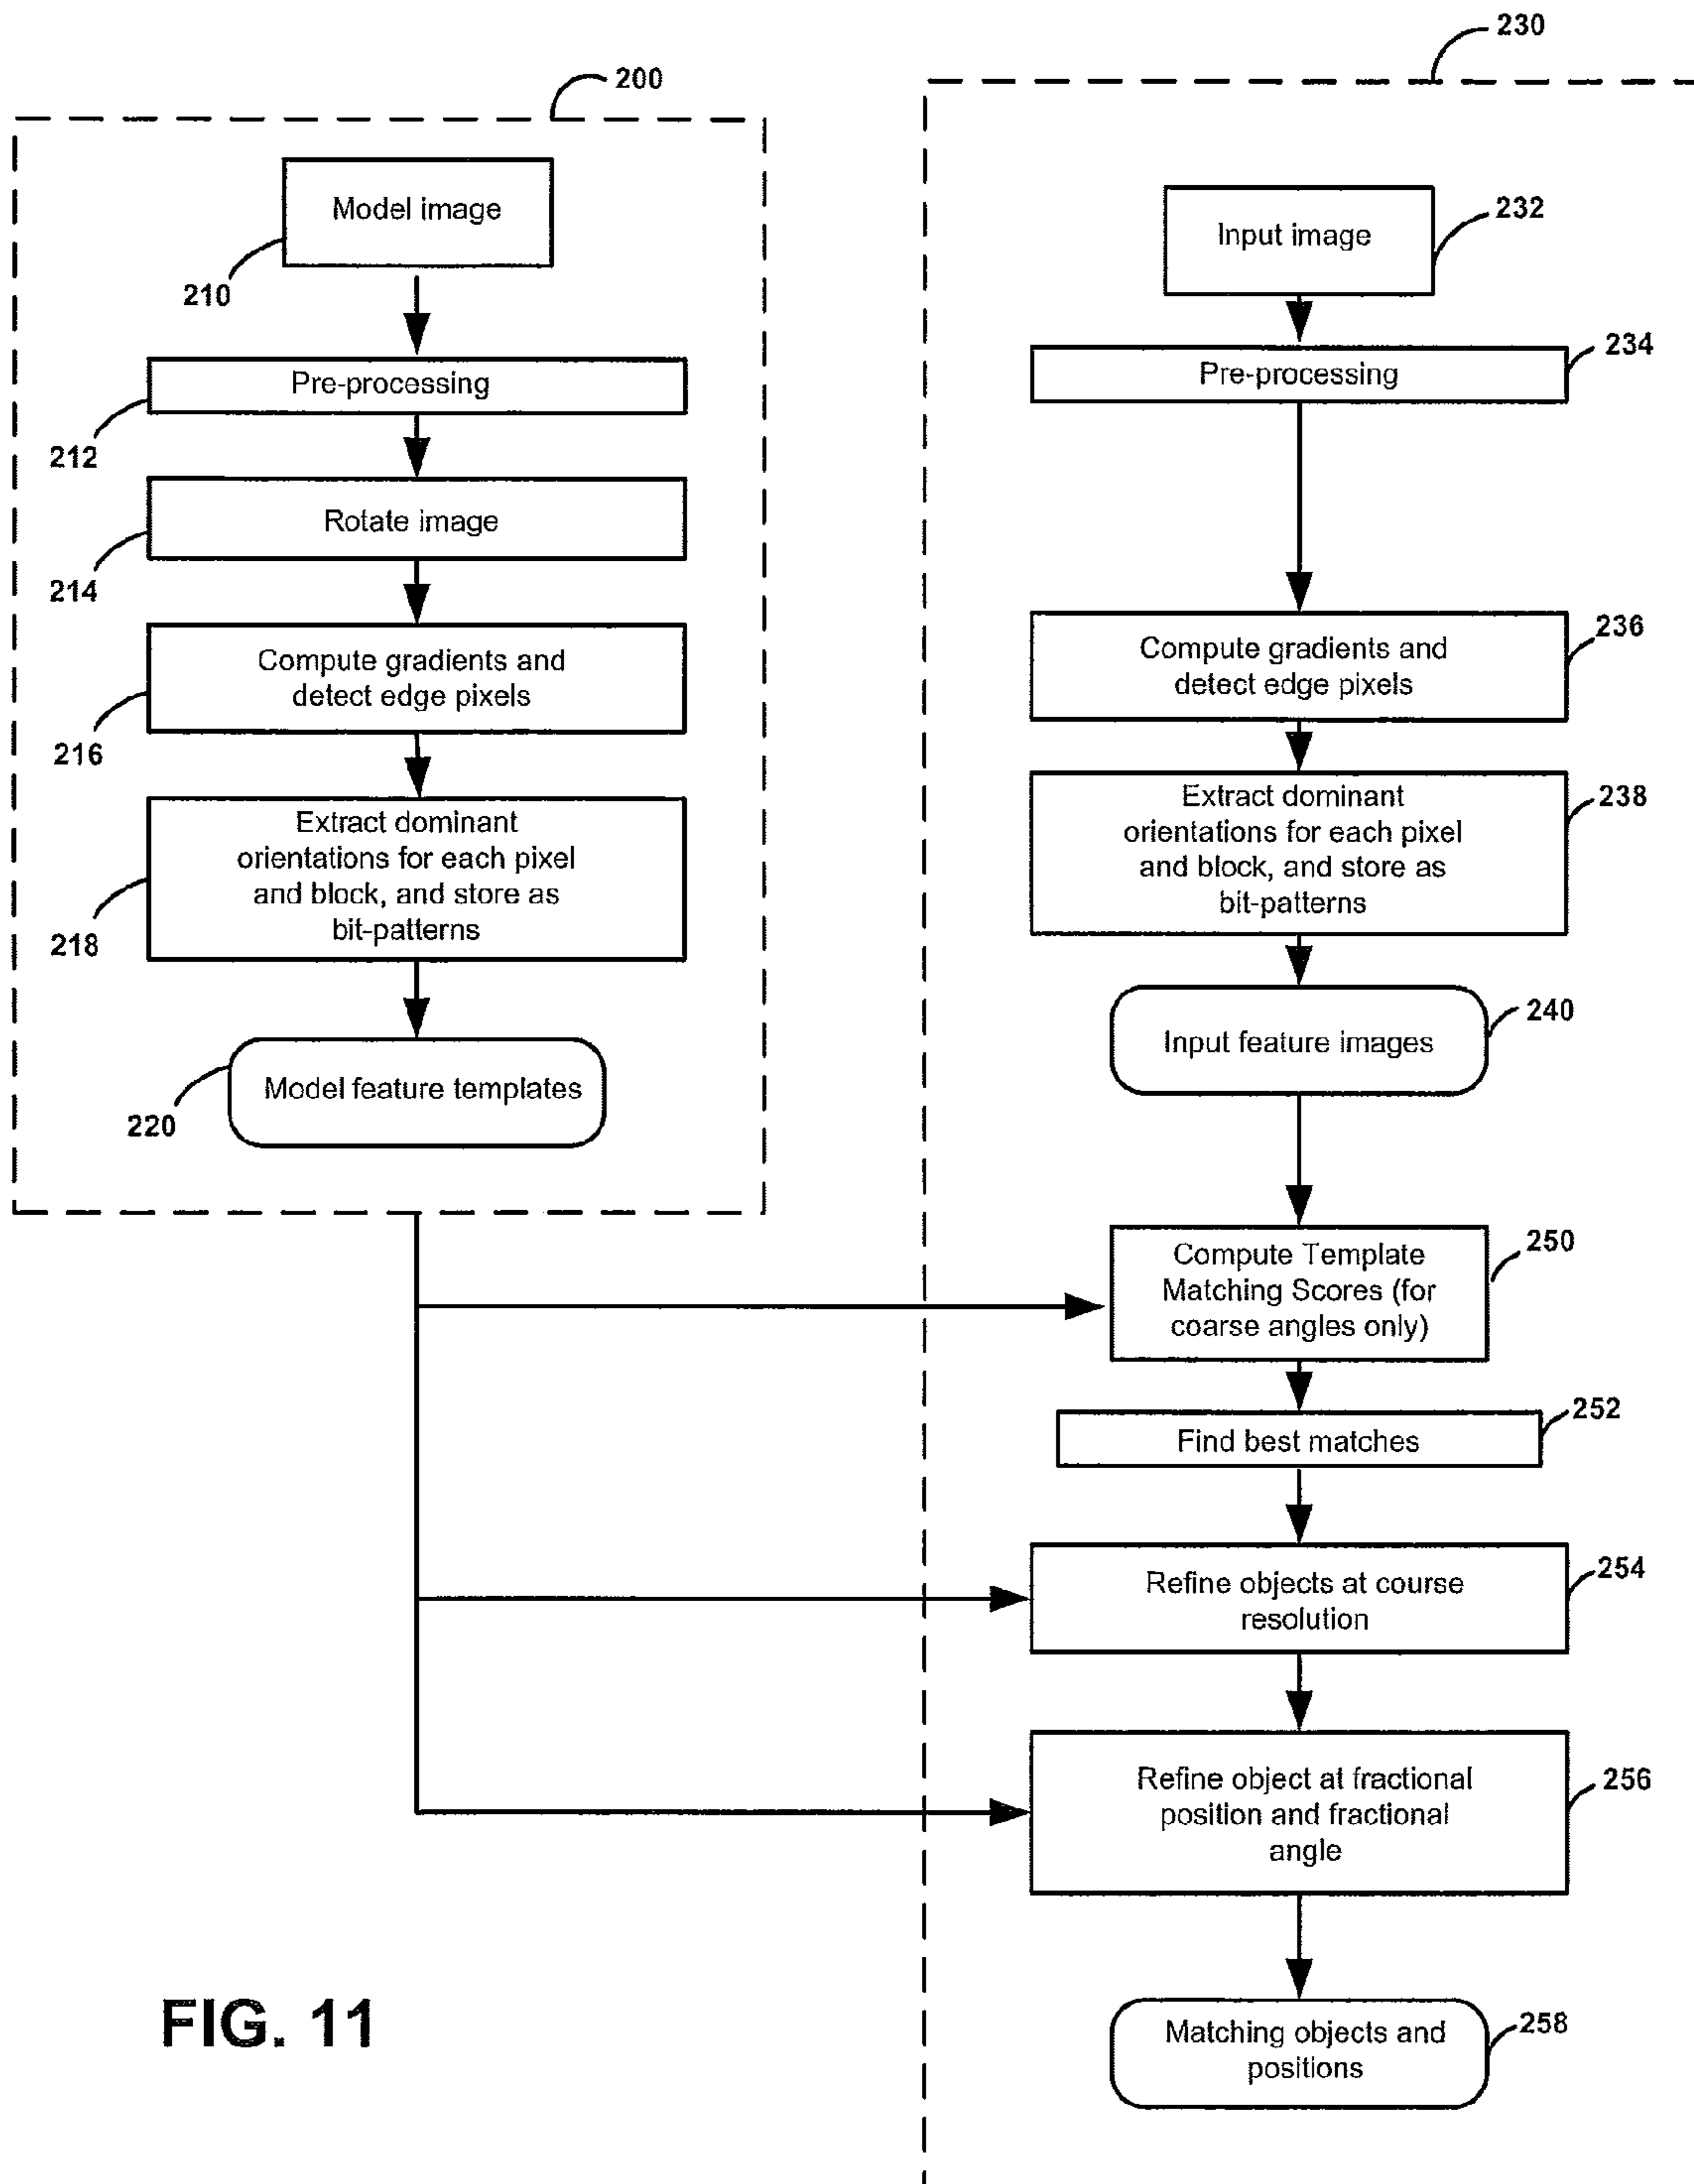 200
Model image
210
Pre-processing
212
Rotate image
214
Compute gradients and
detect edge pixels
216
Extract dominant
orientations for each pixel
and block, and store as
bit-patterns
218
Model feature templates
220
230
Input image
232
Pre-processing
234
Compute gradients and
detect edge pixels
236
Extract dominant
orientations for each pixel
and block, and store as
bit-patterns
238
Input feature images
240
Compute Template
Matching Scores (for
coarse angles only)
250
Find best matches
252
Refine objects at course
resolution
254
Refine object at fractional
position and fractional
angle
256
Matching objects and
positions
258
FIG. 11